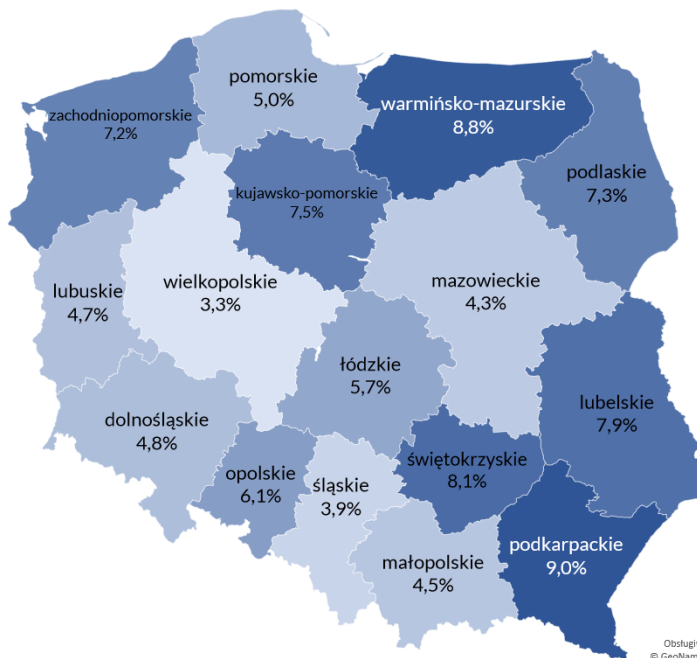 pomorskie
5,0%
warmińsko-mazurskie
8,8%
zachodniopomorskie
7,2%
podlaskie
7,3%
kujawsko-pomorskie
7,5%
wielkopolskie
3,3%
mazowieckie
4,3%
lubuskie
4,7%
łódzkie
5,7%
lubelskie
7,9%
dolnośląskie
4,8%
świętokrzyskie
8,1%
opolskie
6,1%
śląskie
3,9%
podkarpackie
9,0%
małopolskie
4,5%
Obsługi
© GeoNam